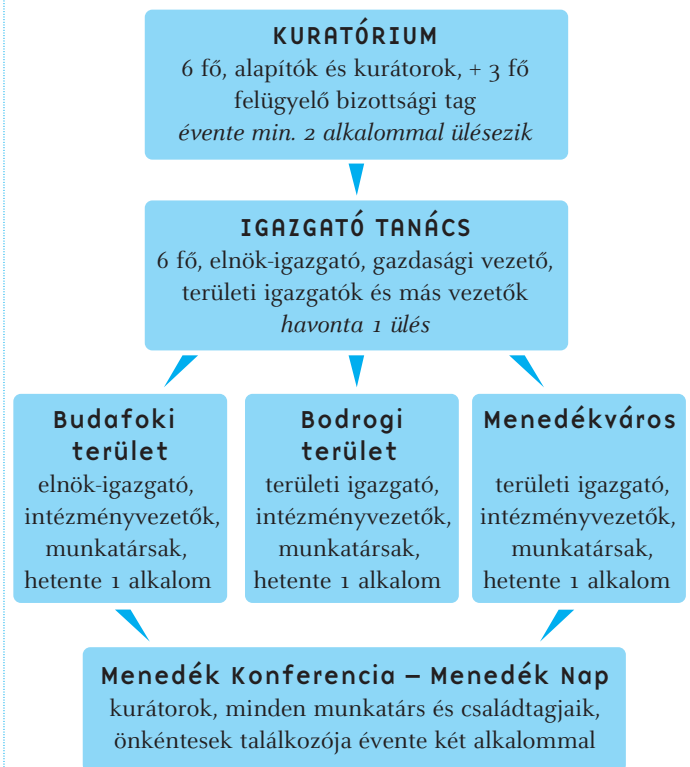 KURATÓRIUM
6 fő, alapítók és kurátorok, + 3 fő
felügyelő bizottsági tag
évente min. 2 alkalommal ülésezik
IGAZGATÓ TANÁCS
6 fő, elnök-igazgató, gazdasági vezető,
területi igazgatók és más vezetők
havonta 1 ülés
Budafoki
terület
elnök-igazgató,
intézményvezetők,
munkatársak,
hetente 1 alkalom
Bodrogi
terület
területi igazgató,
intézményvezetők,
munkatársak,
hetente 1 alkalom
Menedékváros
területi igazgató,
intézményvezetők,
munkatársak,
hetente 1 alkalom
Menedék Konferencia – Menedék Nap
kurátorok, minden munkatárs és családtagjaik,
önkéntesek találkozója évente két alkalommal